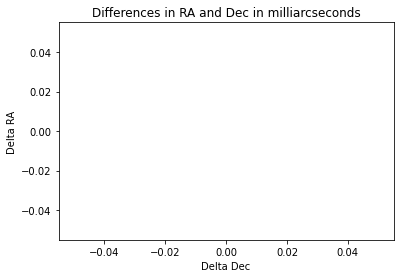 Differences in RA and Dec in milliarcseconds
0.04
0.02
0.00
−0.02
−0.04
Delta RA
−0.04 −0.02 0.00 0.02 0.04
Delta Dec